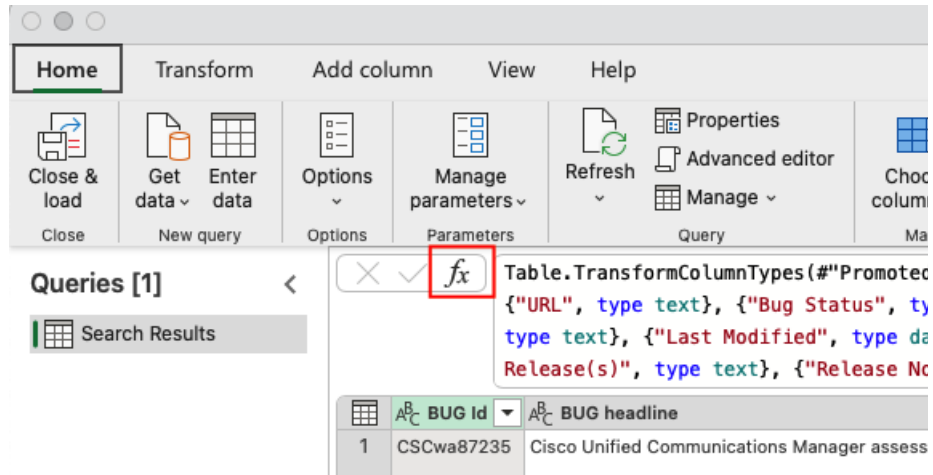 Home Transform Add column View Help
Close & load
Get data
Enter data
Options
Manage parameters
Refresh
Properties
Advanced editor
Manage
Close New query Options Parameters Query
Queries [1]
fx
Table.TransformColumnTypes(#"Promoted
{"URL", type text}, {"Bug Status", ty
type text}, {"Last Modified", type da
Release(s)", type text}, {"Release No
Search Results
ABC BUG Id ABC BUG headline
1 CSCwa87235 Cisco Unified Communications Manager assess